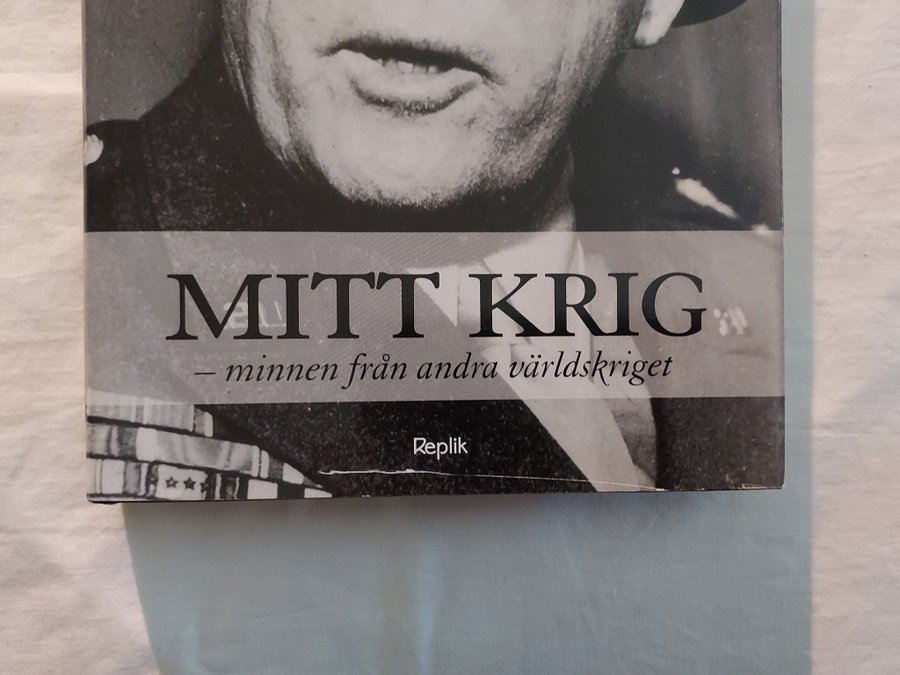 MITT KRIG
– minnen från andra världskriget
Replik